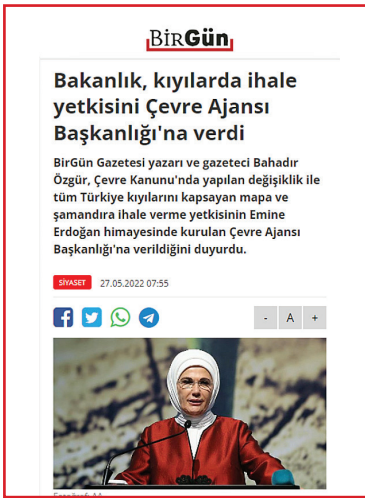 BirGün
Bakanlık, kıyılarda ihale
yetkisini Çevre Ajansı
Başkanlığı'na verdi
BirGün Gazetesi yazarı ve gazeteci Bahadır
Özgür, Çevre Kanunu'nda yapılan değişiklik ile
tüm Türkiye kıyılarını kapsayan mapa ve
şamandıra ihale verme yetkisinin Emine
Erdoğan himayesinde kurulan Çevre Ajansı
Başkanlığı'na verildiğini duyurdu.
SİYASET 27.05.2022 07:55
- A +